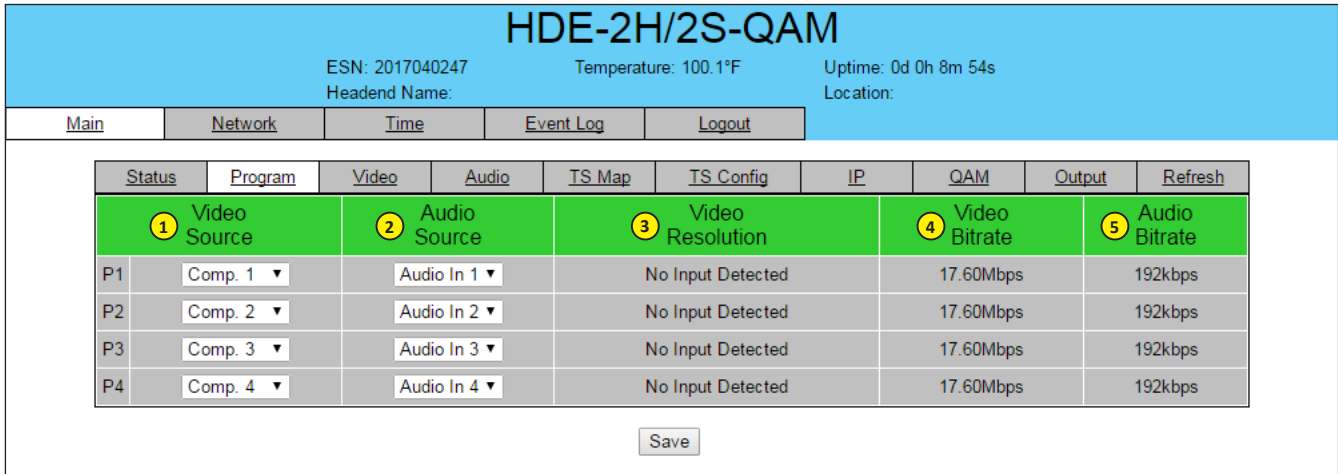 HDE-2H/2S-QAM
ESN: 2017040247 Temperature: 100.1°F Uptime: 0d 0h 8m 54s
Headend Name: Location:
Main Network Time Event Log Logout
Status Program Video Audio TS Map TS Config IP QAM Output Refresh
1 Video Source 2 Audio Source 3 Video Resolution 4 Video Bitrate 5 Audio Bitrate
P1 Comp. 1 ▼ Audio In 1 ▼ No Input Detected 17.60Mbps 192kbps
P2 Comp. 2 ▼ Audio In 2 ▼ No Input Detected 17.60Mbps 192kbps
P3 Comp. 3 ▼ Audio In 3 ▼ No Input Detected 17.60Mbps 192kbps
P4 Comp. 4 ▼ Audio In 4 ▼ No Input Detected 17.60Mbps 192kbps
Save